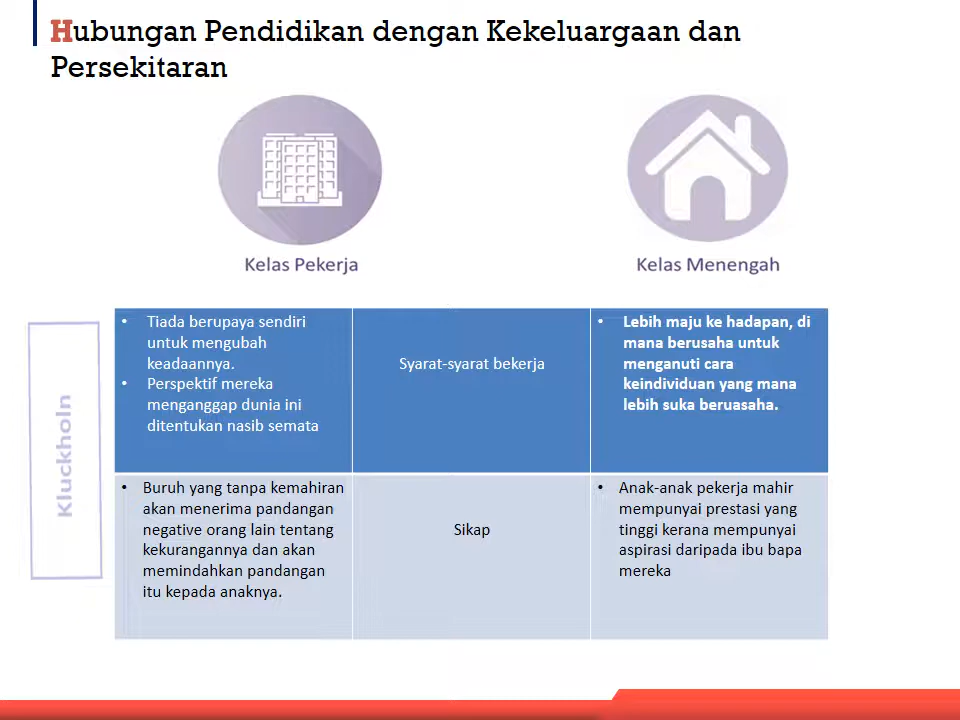 Hubungan Pendidikan dengan Kekeluargaan dan
Persekitaran
Kelas Pekerja
Kelas Menengah
Kluckholn
• Tiada berupaya sendiri
untuk mengubah
keadaannya.
• Perspektif mereka
menganggap dunia ini
ditentukan nasib semata
Syarat-syarat bekerja
• Lebih maju ke hadapan, di
mana berusaha untuk
menganuti cara
keindividuan yang mana
lebih suka beruasaha.
• Buruh yang tanpa kemahiran
akan menerima pandangan
negative orang lain tentang
kekurangannya dan akan
memindahkan pandangan
itu kepada anaknya.
Sikap
• Anak-anak pekerja mahir
mempunyai prestasi yang
tinggi kerana mempunyai
aspirasi daripada ibu bapa
mereka